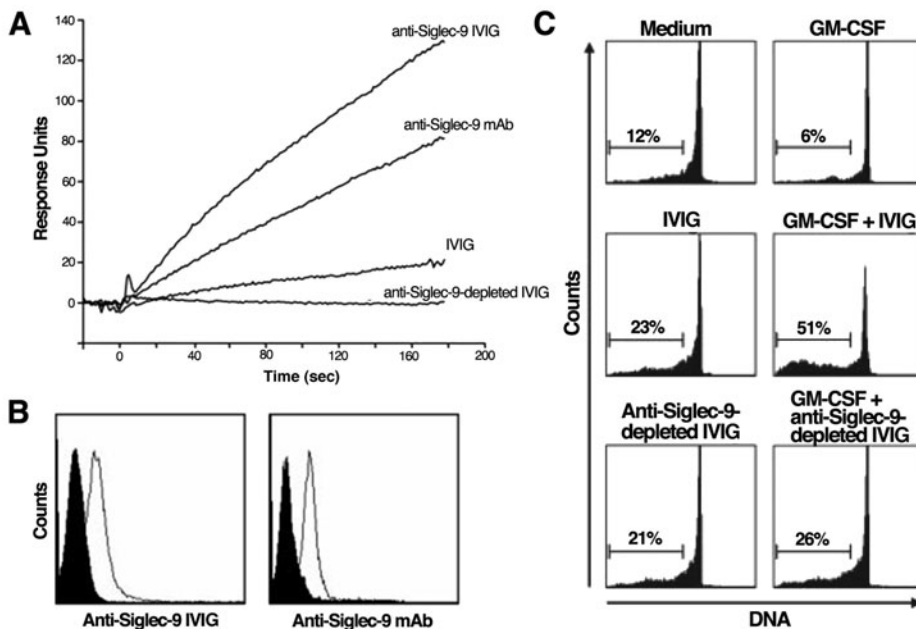 A
Response Units
140
120
100
80
60
40
20
0
0
40
80
120
160
200
Time (sec)
anti-Siglec-9 IVIG
anti-Siglec-9 mAb
IVIG
anti-Siglec-9-depleted IVIG
B
Counts
Anti-Siglec-9 IVIG
Anti-Siglec-9 mAb
C
Counts
Medium
12%
GM-CSF
6%
IVIG
23%
GM-CSF + IVIG
51%
Anti-Siglec-9-
depleted IVIG
21%
GM-CSF +
anti-Siglec-9-
depleted IVIG
26%
DNA